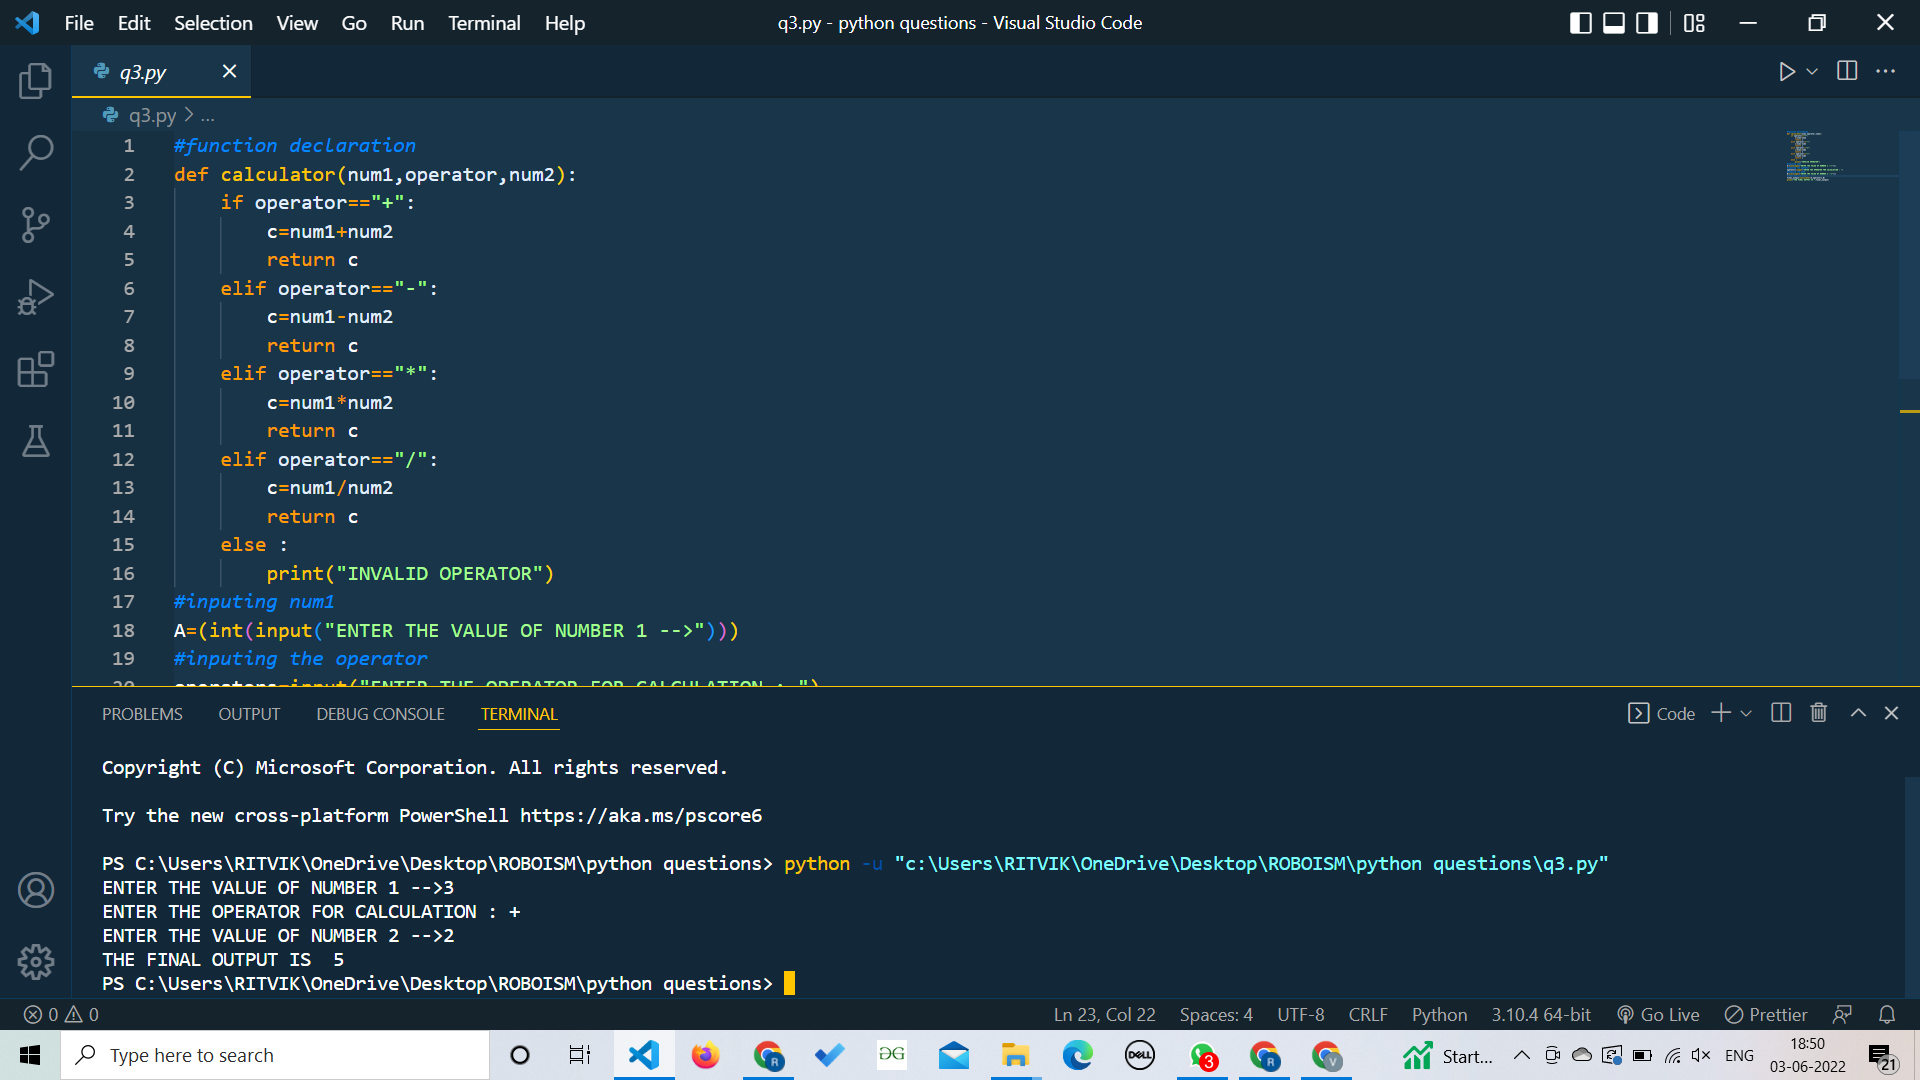 File Edit Selection View Go Run Terminal Help
q3.py - python questions - Visual Studio Code
q3.py
q3.py > ...
1 #function declaration
2 def calculator(num1,operator,num2):
3 if operator=="+":
4 c=num1+num2
5 return c
6 elif operator=="-":
7 c=num1-num2
8 return c
9 elif operator=="*":
10 c=num1*num2
11 return c
12 elif operator=="/":
13 c=num1/num2
14 return c
15 else :
16 print("INVALID OPERATOR")
17 #inputing num1
18 A=(int(input("ENTER THE VALUE OF NUMBER 1 -->")))
19 #inputing the operator
PROBLEMS OUTPUT DEBUG CONSOLE TERMINAL
Code
Copyright (C) Microsoft Corporation. All rights reserved.
Try the new cross-platform PowerShell https://aka.ms/pscore6
PS C:\Users\RITVIK\OneDrive\Desktop\ROBOISM\python questions> python -u "c:\Users\RITVIK\OneDrive\Desktop\ROBOISM\python questions\q3.py"
ENTER THE VALUE OF NUMBER 1 -->3
ENTER THE OPERATOR FOR CALCULATION : +
ENTER THE VALUE OF NUMBER 2 -->2
THE FINAL OUTPUT IS  5
PS C:\Users\RITVIK\OneDrive\Desktop\ROBOISM\python questions>
0 0
Ln 23, Col 22 Spaces: 4 UTF-8 CRLF Python 3.10.4 64-bit Go Live Prettier
Type here to search
R
DELL
3
R
V
Start...
ENG
18:50
03-06-2022
21